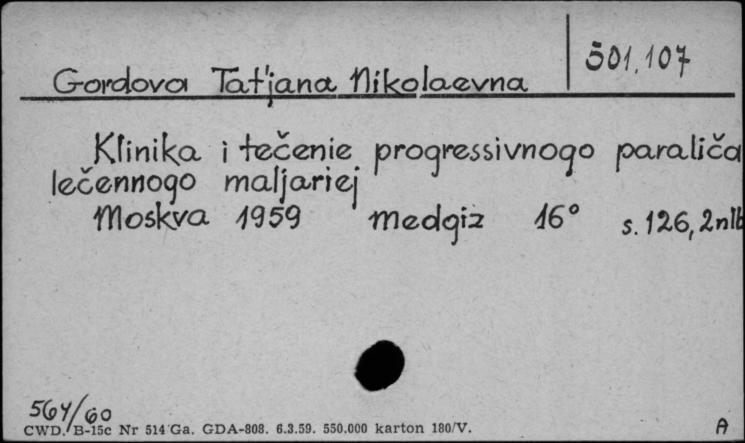 501.107
Gordova Tat'jana Nikolaevna
Klinika i tečenie progressivnogo paraliča
lečennogo maljariej
Moskva 1959 Medgiz 16° s. 126, 2nlb
564/60
CWD. B-15c Nr 514 Ga. GDA-808. 6.3.59. 550.000 karton 180/V.
A